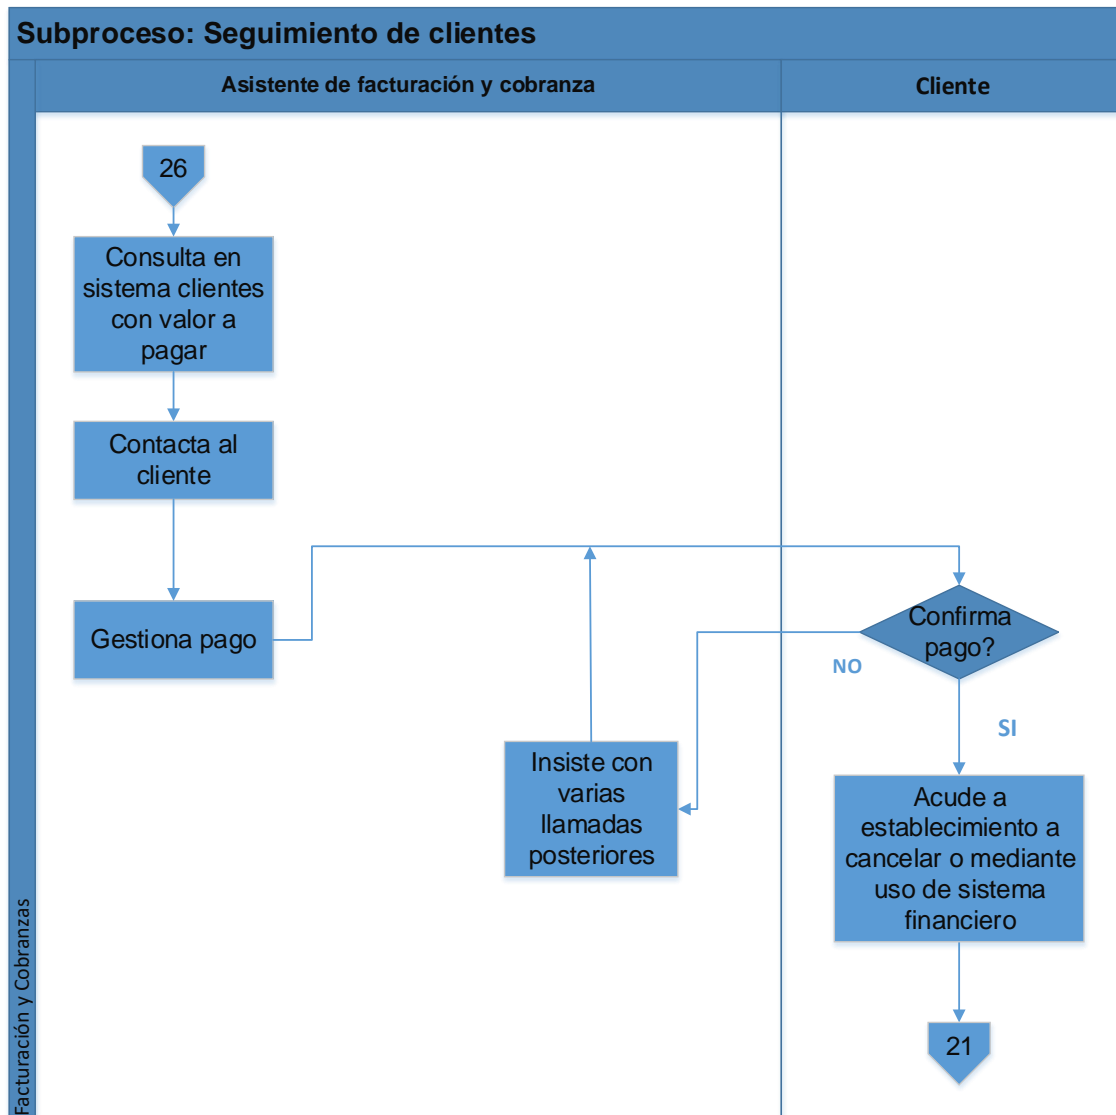 Subproceso: Seguimiento de clientes
Asistente de facturación y cobranza
Cliente
26
Consulta en
sistema clientes
con valor a
pagar
Contacta al
cliente
Gestiona pago
Confirma
pago?
NO
SI
Insiste con
varias
llamadas
posteriores
Acude a
establecimiento a
cancelar o mediante
uso de sistema
financiero
21
Facturación y Cobranzas